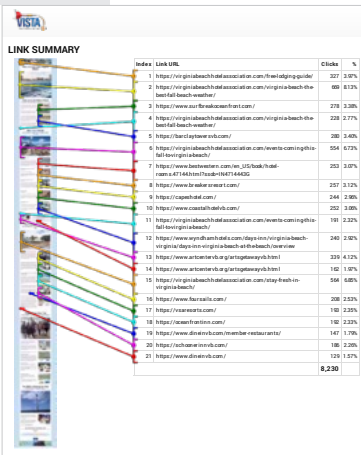 VISTA
LINK SUMMARY
Index Link URL Clicks %
1 https://virginiabeachhotelassociation.com/free-lodging-guide/ 327 3.97%
2 https://virginiabeachhotelassociation.com/virginia-beach-the- 669 8.13%
best-fall-beach-weather/
3 https://www.surfbreakoceanfront.com/ 278 3.38%
4 https://virginiabeachhotelassociation.com/virginia-beach-the- 228 2.77%
best-fall-beach-weather/
5 https://barclaytowersvb.com/ 280 3.40%
6 https://virginiabeachhotelassociation.com/events-coming-this- 554 6.73%
fall-to-virginia-beach/
7 https://www.bestwestern.com/en_US/book/hotel- 253 3.07%
rooms.47144.html?ssob=IN4714443G
8 https://www.breakersresort.com/ 257 3.12%
9 https://capeshotel.com/ 244 2.96%
10 https://www.coastalhotelvb.com/ 252 3.06%
11 https://virginiabeachhotelassociation.com/events-coming-this- 191 2.32%
fall-to-virginia-beach/
12 https://www.wyndhamhotels.com/days-inn/virginia-beach- 240 2.92%
virginia/days-inn-virginia-beach-at-the-beach/overview
13 https://www.artcentervb.org/artsgetawayvb.html 339 4.12%
14 https://www.artcentervb.org/artsgetawayvb.html 162 1.97%
15 https://virginiabeachhotelassociation.com/stay-fresh-in- 564 6.85%
virginia-beach/
16 https://www.foursails.com/ 208 2.53%
17 https://vsaresorts.com/ 193 2.35%
18 https://oceanfrontinn.com/ 192 2.33%
19 https://www.dineinvb.com/member-restaurants/ 147 1.79%
20 https://schoonerinnvb.com/ 186 2.26%
21 https://www.dineinvb.com/ 129 1.57%
8,230